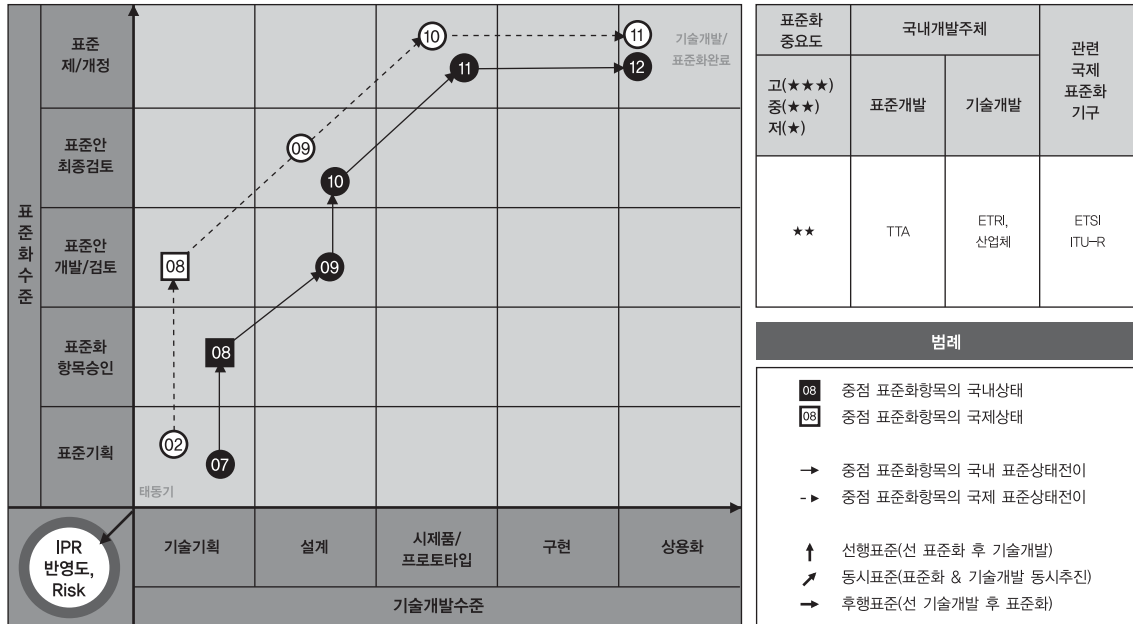 표준화수준
표준
제/개정
표준안
최종검토
표준안
개발/검토
표준화
항목승인
표준기획
10
11
기술개발/
표준화완료
11
12
09
10
08
09
08
02
07
태동기
IPR
반영도,
Risk
기술기획
설계
시제품/
프로토타입
구현
상용화
기술개발수준
표준화
중요도
국내개발주체
관련
국제
표준화
기구
고(★★★)
중(★★)
저(★)
표준개발
기술개발
★★
TTA
ETRI,
산업체
ETSI
ITU-R
범례
08 중점 표준화항목의 국내상태
08 중점 표준화항목의 국제상태
중점 표준화항목의 국내 표준상태전이
중점 표준화항목의 국제 표준상태전이
선행표준(선 표준화 후 기술개발)
동시표준(표준화 & 기술개발 동시추진)
후행표준(선 기술개발 후 표준화)